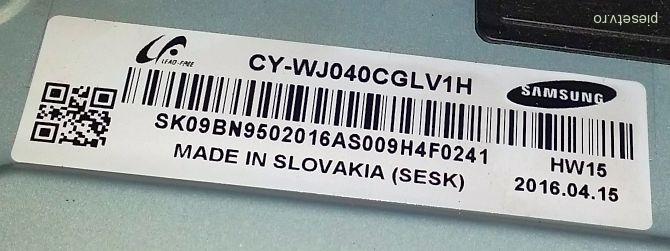 piesetv.ro
LEAD-FREE
CY-WJ040CGLV1H
SAMSUNG
SK09BN9502016AS009H4F0241
HW15
MADE IN SLOVAKIA (SESK)
2016.04.15